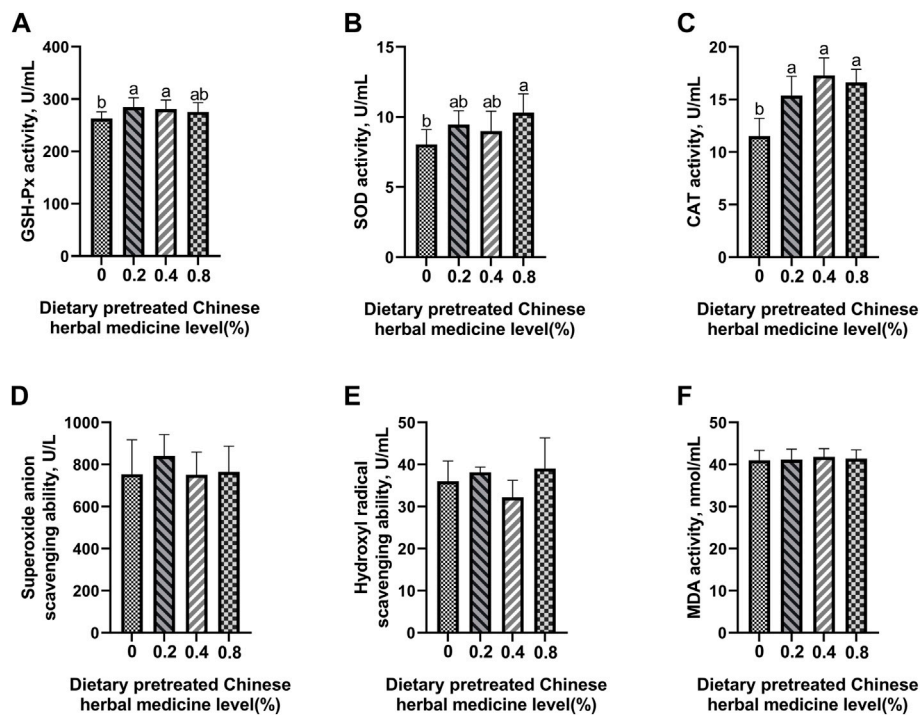 A
GSH-Px activity, U/mL
400
300
200
100
0
b
a
a
ab
0
0.2
0.4
0.8
Dietary pretreated Chinese
herbal medicine level(%)
B
SOD activity, U/mL
15
10
5
0
b
ab
ab
a
0
0.2
0.4
0.8
Dietary pretreated Chinese
herbal medicine level(%)
C
CAT activity, U/mL
20
15
10
5
0
b
a
a
a
0
0.2
0.4
0.8
Dietary pretreated Chinese
herbal medicine level(%)
D
Superoxide anion
scavenging ability, U/L
1000
800
600
400
200
0
0
0.2
0.4
0.8
Dietary pretreated Chinese
herbal medicine level(%)
E
Hydroxyl radical
scavenging ability, U/mL
50
40
30
20
10
0
0
0.2
0.4
0.8
Dietary pretreated Chinese
herbal medicine level(%)
F
MDA activity, nmol/mL
50
40
30
20
10
0
0
0.2
0.4
0.8
Dietary pretreated Chinese
herbal medicine level(%)